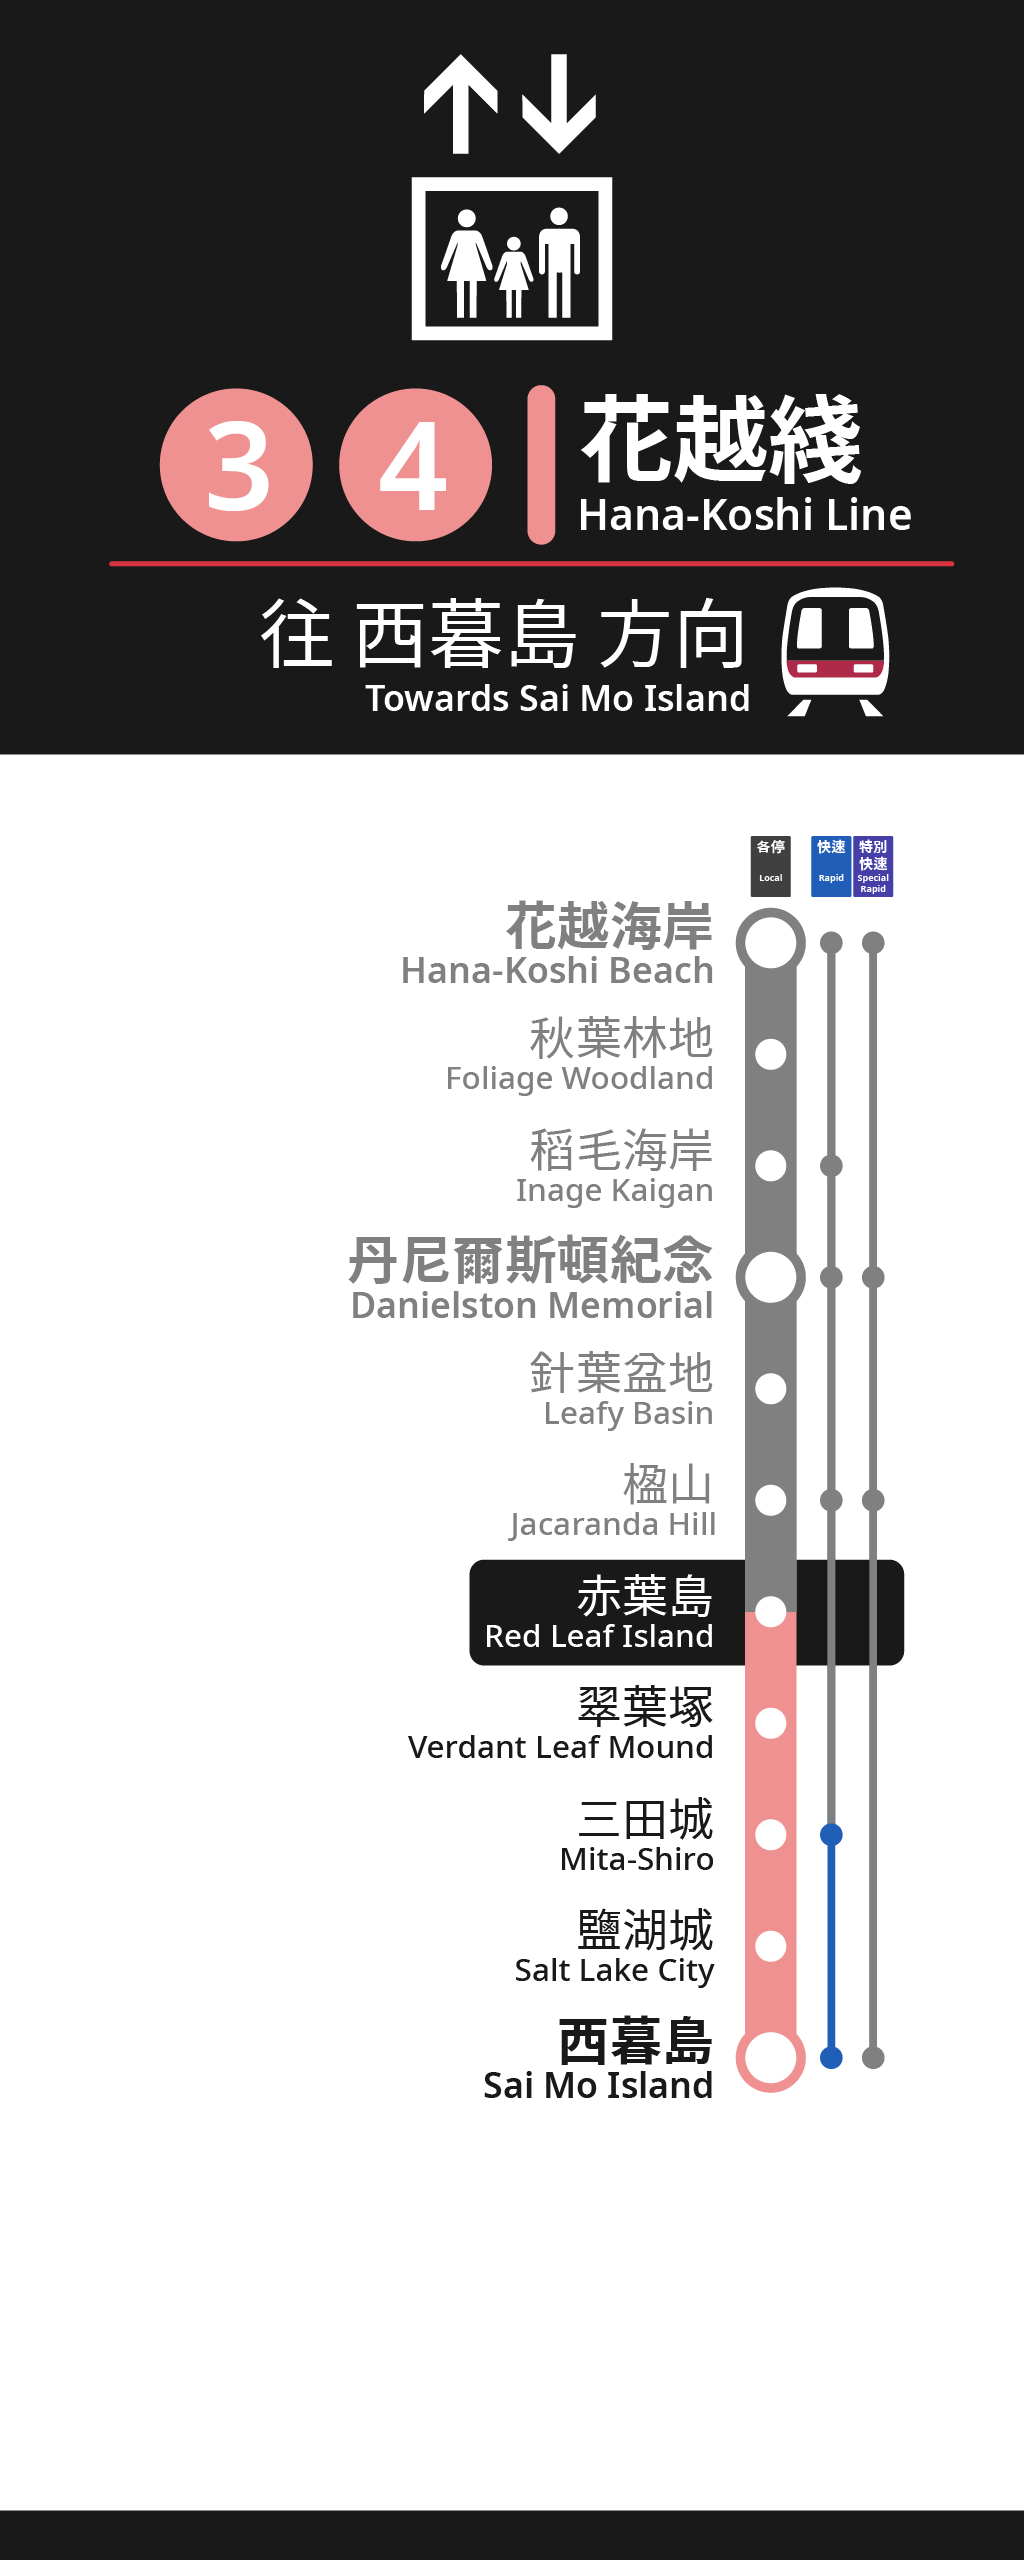 3 4 花越綫
Hana-Koshi Line
往 西暮島 方向
Towards Sai Mo Island
各停 快速 特別
快速
Local Rapid Special
Rapid
花越海岸
Hana-Koshi Beach
秋葉林地
Foliage Woodland
稻毛海岸
Inage Kaigan
丹尼爾斯頓紀念
Danielston Memorial
針葉盆地
Leafy Basin
楹山
Jacaranda Hill
赤葉島
Red Leaf Island
翠葉塚
Verdant Leaf Mound
三田城
Mita-Shiro
鹽湖城
Salt Lake City
西暮島
Sai Mo Island